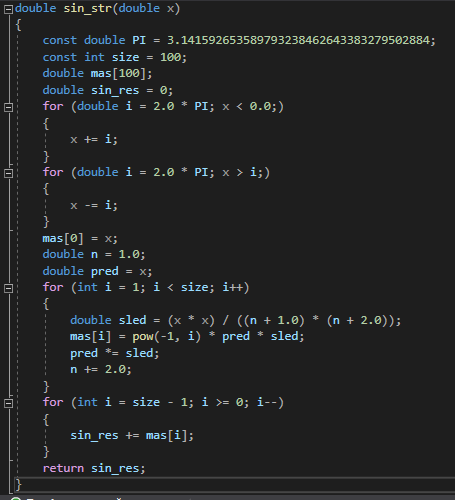 double sin_str(double x)
{
    const double PI = 3.141592653589793238462643383279502884;
    const int size = 100;
    double mas[100];
    double sin_res = 0;
    for (double i = 2.0 * PI; x < 0.0;)
    {
        x += i;
    }
    for (double i = 2.0 * PI; x > i;)
    {
        x -= i;
    }
    mas[0] = x;
    double n = 1.0;
    double pred = x;
    for (int i = 1; i < size; i++)
    {
        double sled = (x * x) / ((n + 1.0) * (n + 2.0));
        mas[i] = pow(-1, i) * pred * sled;
        pred *= sled;
        n += 2.0;
    }
    for (int i = size - 1; i >= 0; i--)
    {
        sin_res += mas[i];
    }
    return sin_res;
}